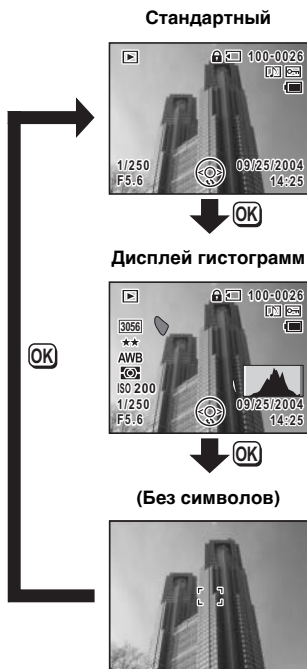 Стандартный
100-0026
1/250
09/25/2004
F5.6
14:25
OK
Дисплей гистограмм
100-0026
3056
★★
AWB
OK
ISO 200
1/250
09/25/2004
F5.6
14:25
OK
(Без символов)